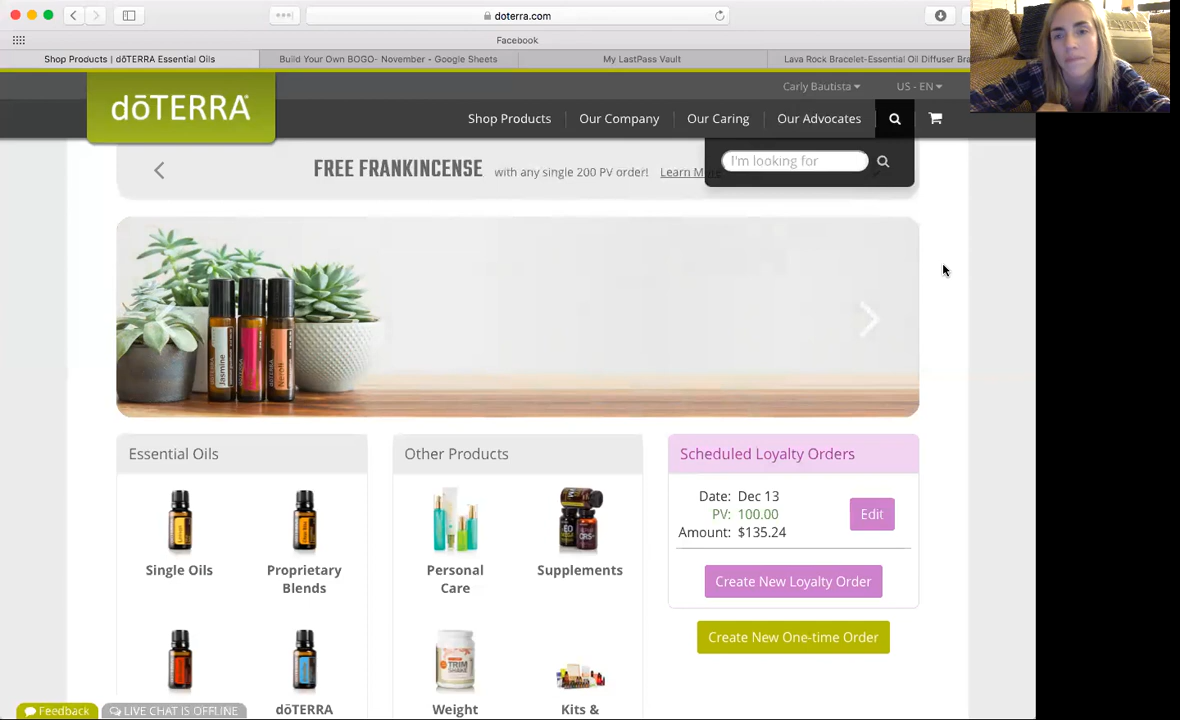 doterra.com
Facebook
Shop Products | dōTERRA Essential Oils
Build Your Own BOGO- November - Google Sheets
My LastPass Vault
Lava Rock Bracelet-Essential Oil Diffuser Bra
Carly Bautista
US - EN
dōTERRA
Shop Products
Our Company
Our Caring
Our Advocates
I'm looking for
FREE FRANKINCENSE with any single 200 PV order! Learn M
Jasmine
Neroli
Essential Oils
Other Products
Scheduled Loyalty Orders
Date: Dec 13
PV: 100.00
Amount: $135.24
Edit
Single Oils
Proprietary Blends
Personal Care
Supplements
Create New Loyalty Order
Create New One-time Order
TRIM SHAKE
Feedback
LIVE CHAT IS OFFLINE
dōTERRA
Weight
Kits &